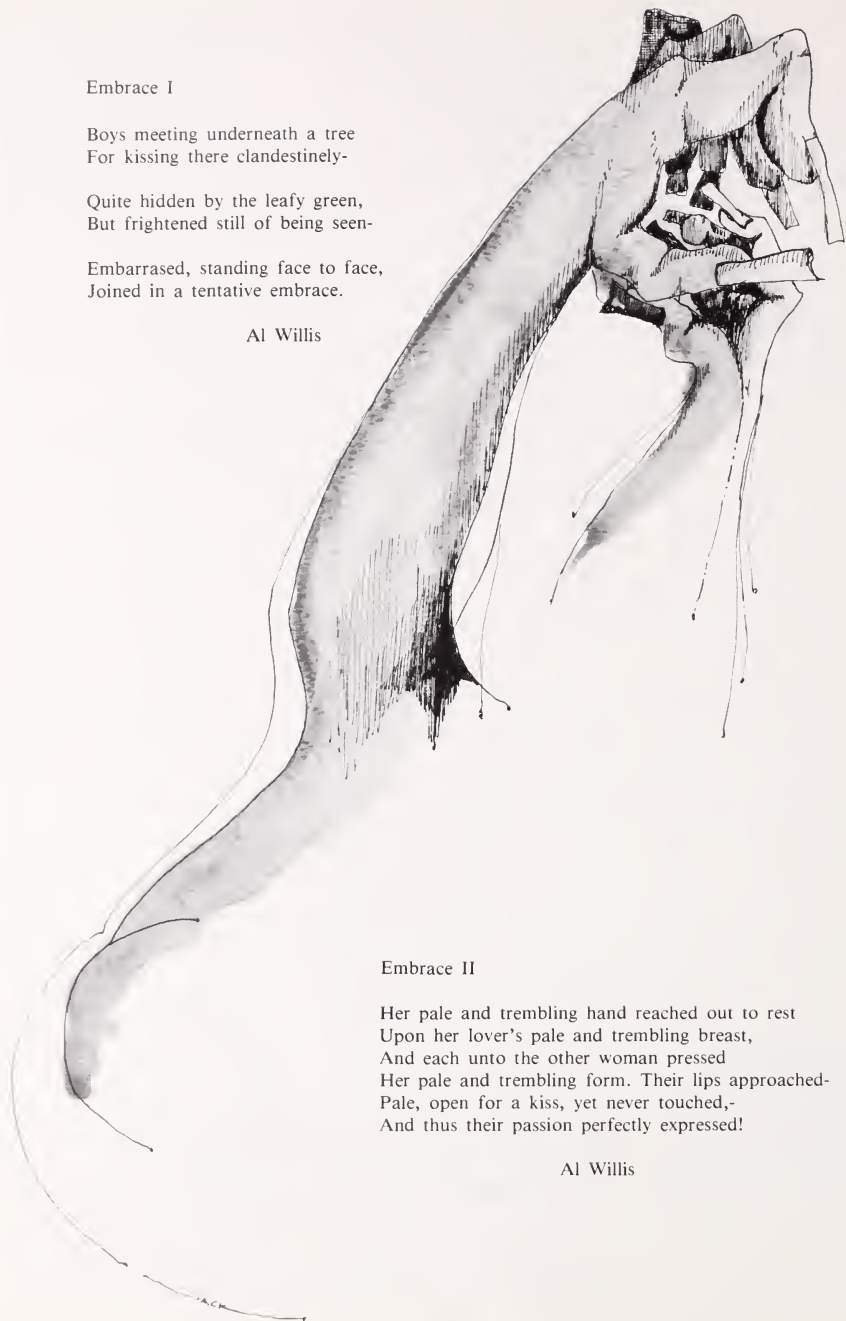 Embrace I
Boys meeting underneath a tree
For kissing there clandestinely-
Quite hidden by the leafy green,
But frightened still of being seen-
Embarrased, standing face to face,
Joined in a tentative embrace.
Al Willis
Embrace II
Her pale and trembling hand reached out to rest
Upon her lover's pale and trembling breast,
And each unto the other woman pressed
Her pale and trembling form. Their lips approached-
Pale, open for a kiss, yet never touched,-
And thus their passion perfectly expressed!
Al Willis